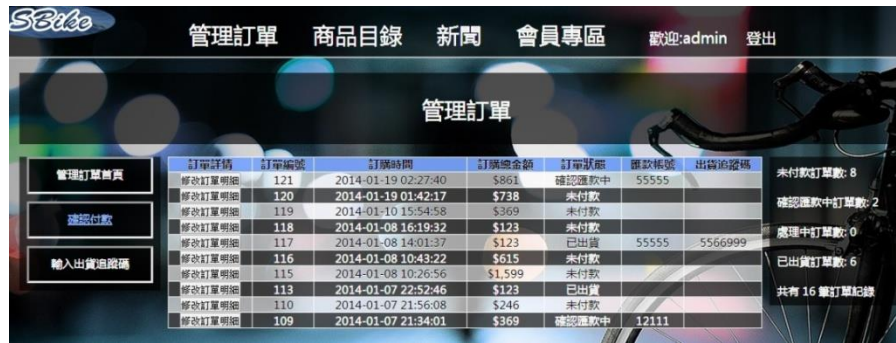 SBike
管理訂單 商品目錄 新聞 會員專區 歡迎:admin 登出
管理訂單
管理訂單首頁
確認付款
輸入出貨追蹤碼
訂單詳情 訂單編號 訂購時間 訂購總金額 訂單狀態 匯款帳號 出貨追蹤碼
修改訂單明細 121 2014-01-19 02:27:40 $861 確認匯款中 55555
修改訂單明細 120 2014-01-19 01:42:17 $738 未付款
修改訂單明細 119 2014-01-10 15:54:58 $369 未付款
修改訂單明細 118 2014-01-08 16:19:32 $123 未付款
修改訂單明細 117 2014-01-08 14:01:37 $123 已出貨 55555 5566999
修改訂單明細 116 2014-01-08 10:43:22 $615 未付款
修改訂單明細 115 2014-01-08 10:26:56 $1,599 未付款
修改訂單明細 113 2014-01-07 22:52:46 $123 已出貨
修改訂單明細 110 2014-01-07 21:56:08 $246 未付款
修改訂單明細 109 2014-01-07 21:34:01 $369 確認匯款中 12111
未付款訂單數: 8
確認匯款中訂單數: 2
處理中訂單數: 0
已出貨訂單數: 6
共有 16 筆訂單記錄